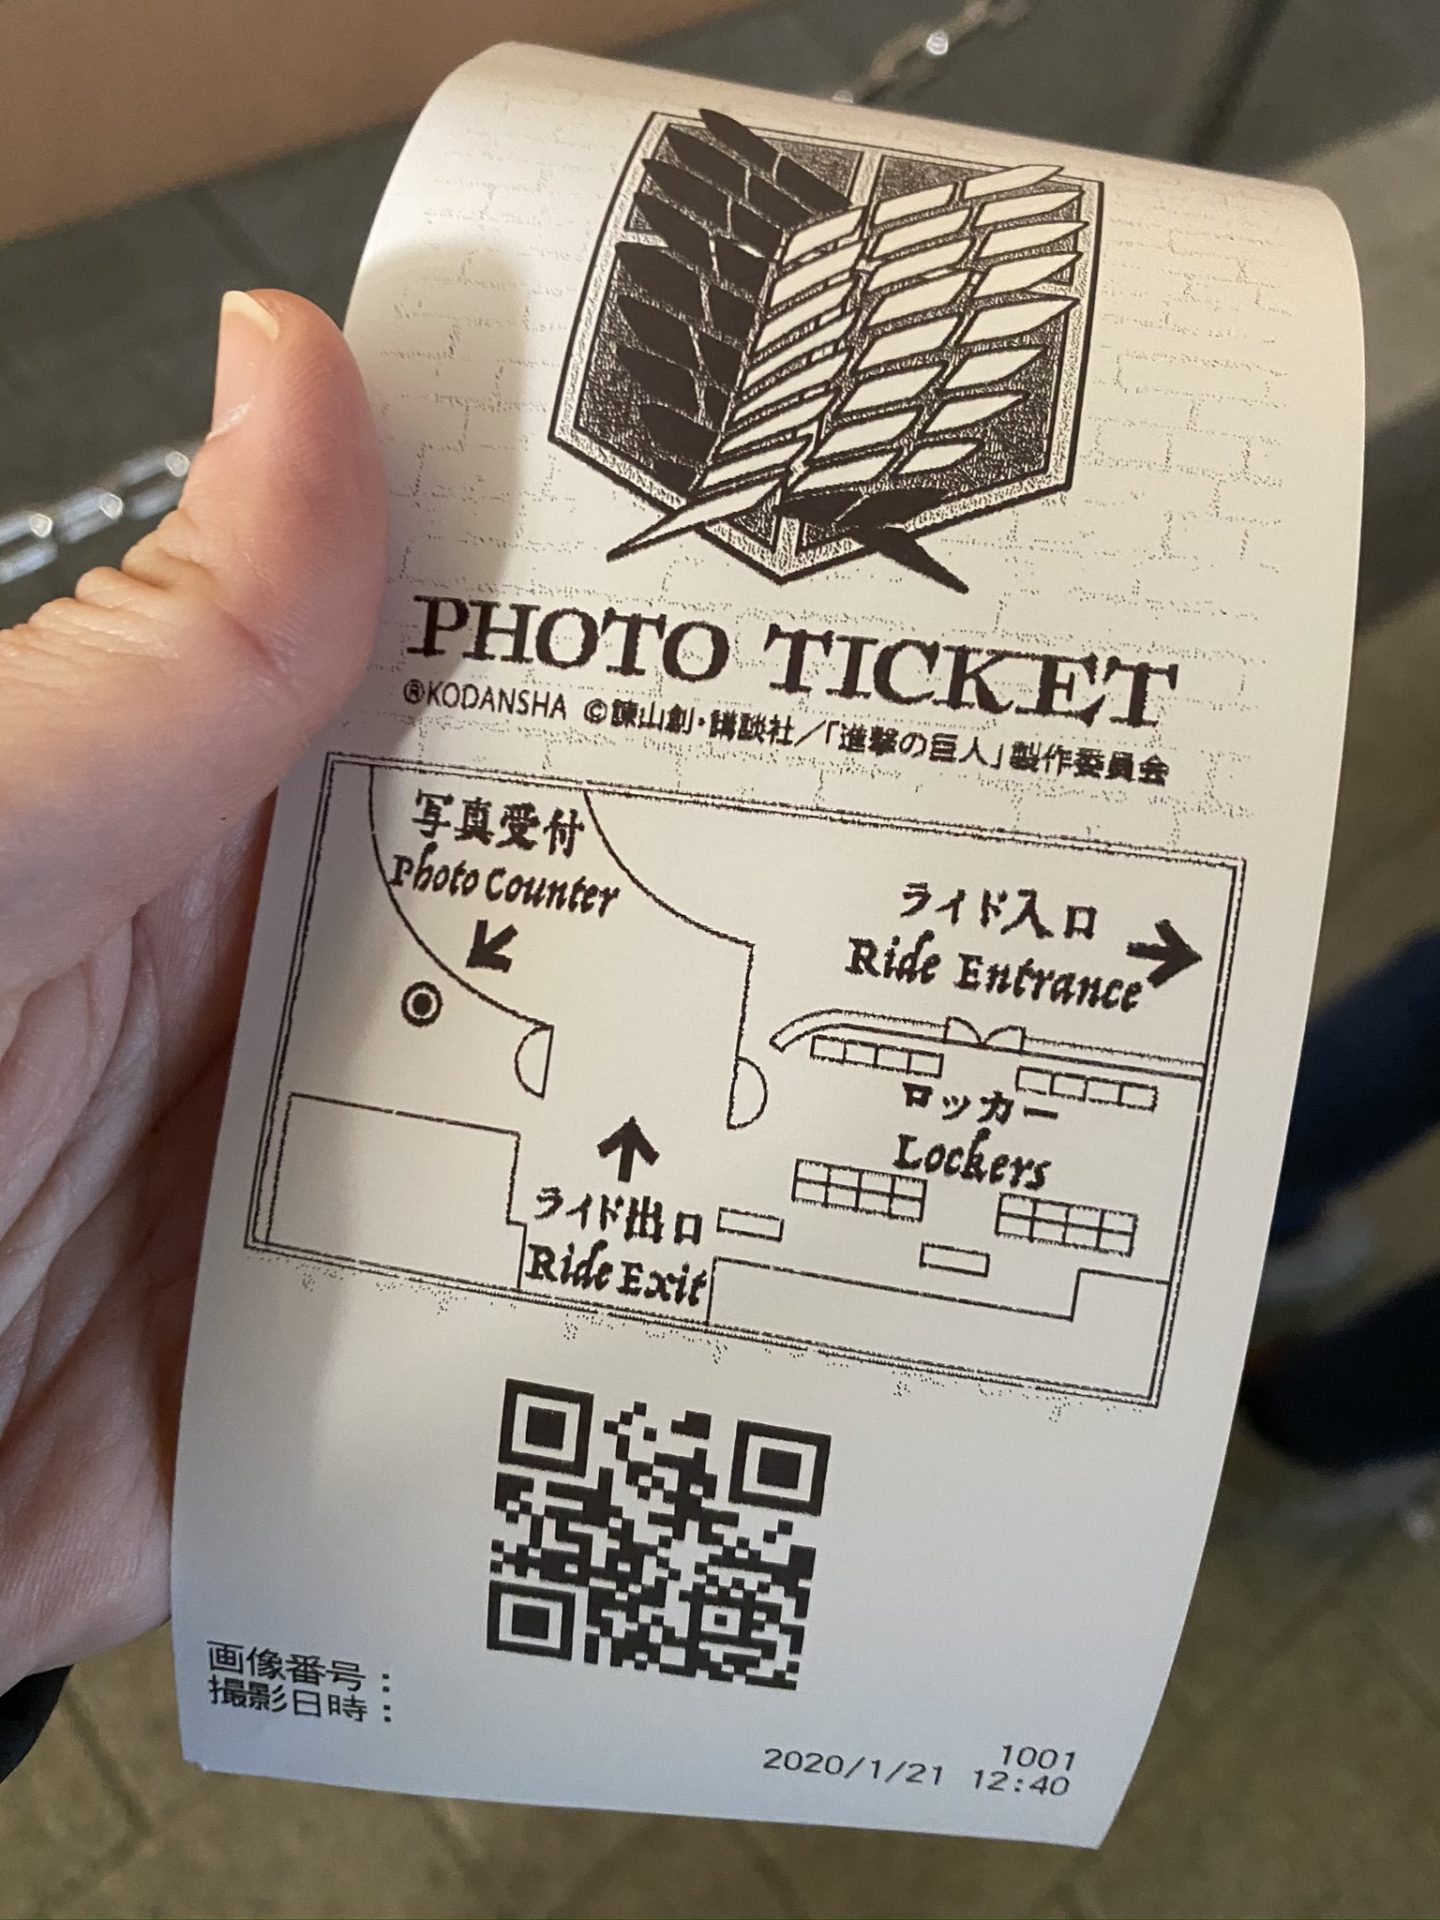 PHOTO TICKET
®KODANSHA ©諫山創・講談社／「進撃の巨人」製作委員会
写真受付
Photo Counter
ライド入口
Ride Entrance
ロッカー
Lockers
ライド出口
Ride Exit
画像番号：
撮影日時：
1001
2020/1/21 12:40